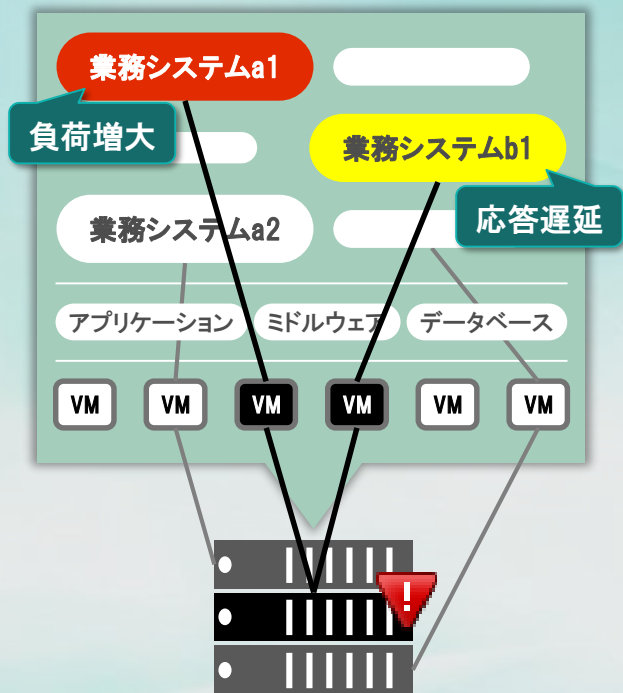 業務システムa1
負荷増大
業務システムb1
応答遅延
業務システムa2
アプリケーション
ミドルウェア
データベース
VM
VM
VM
VM
VM
VM
!